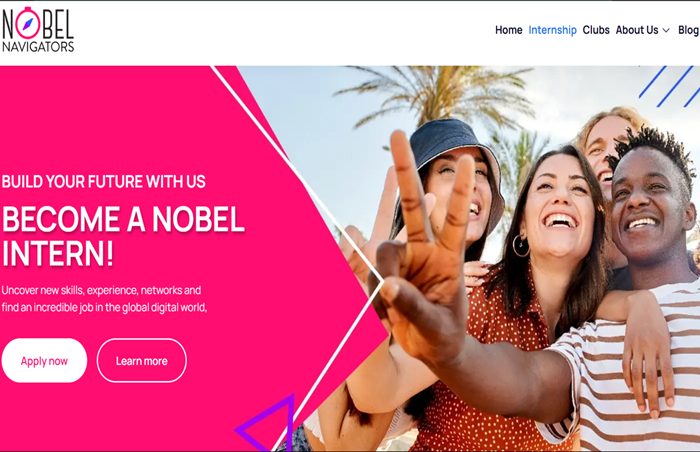 NOBEL
NAVIGATORS
Home Internship Clubs About Us Blog
BUILD YOUR FUTURE WITH US
BECOME A NOBEL
INTERN!
Uncover new skills, experience, networks and
find an incredible job in the global digital world,
Apply now Learn more